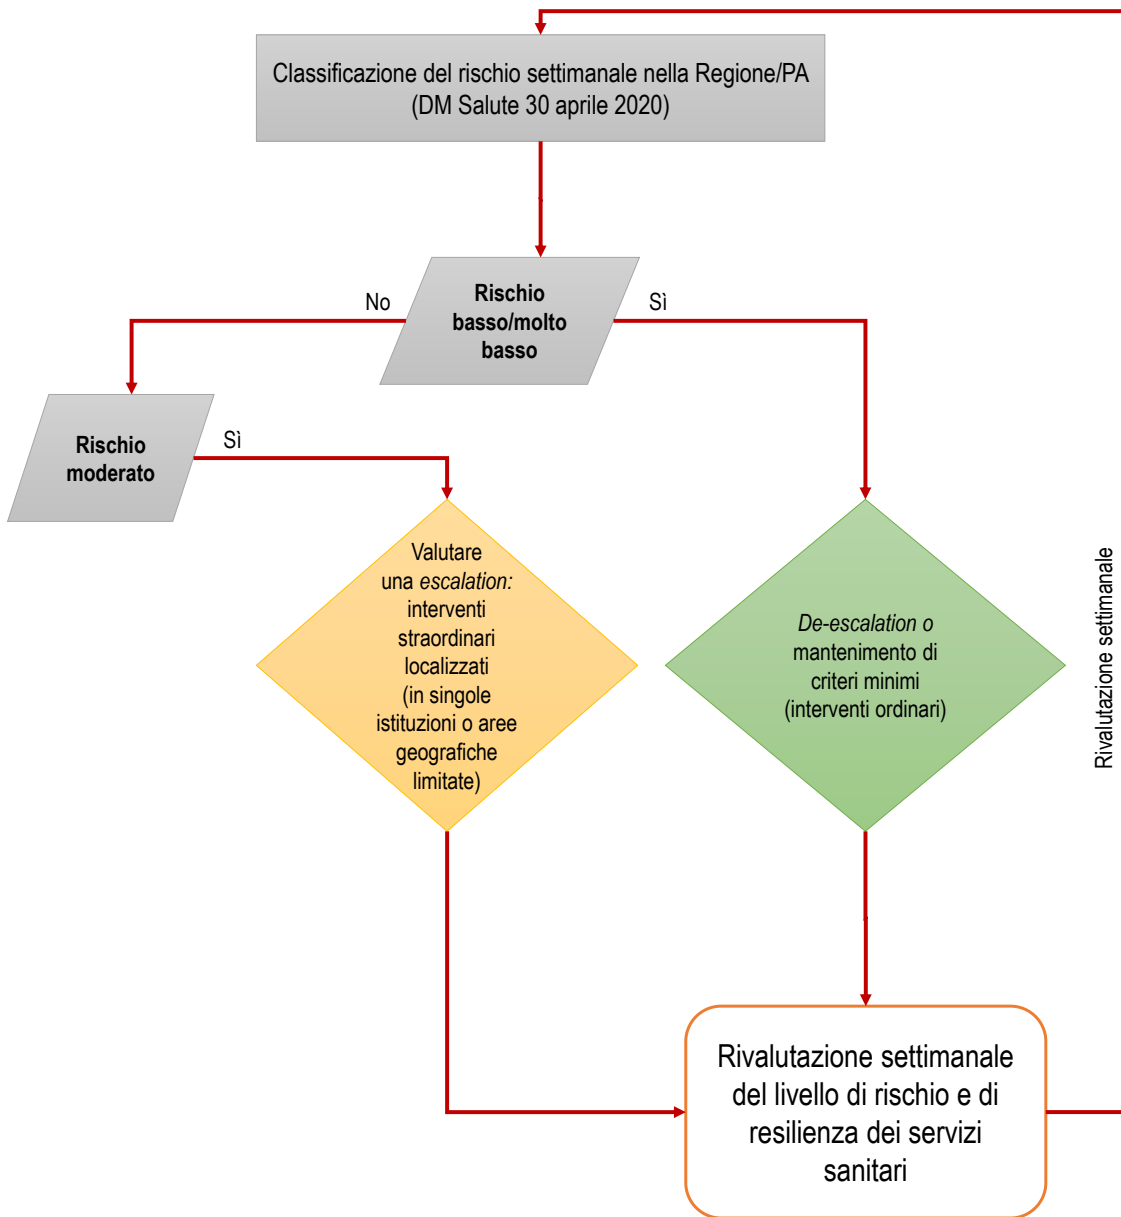 Classificazione del rischio settimanale nella Regione/PA
(DM Salute 30 aprile 2020)
No
Rischio
basso/molto
basso
Sì
Rischio
moderato
Sì
Valutare
una escalation:
interventi
straordinari
localizzati
(in singole
istituzioni o aree
geografiche
limitate)
De-escalation o
mantenimento di
criteri minimi
(interventi ordinari)
Rivalutazione settimanale
Rivalutazione settimanale
del livello di rischio e di
resilienza dei servizi
sanitari